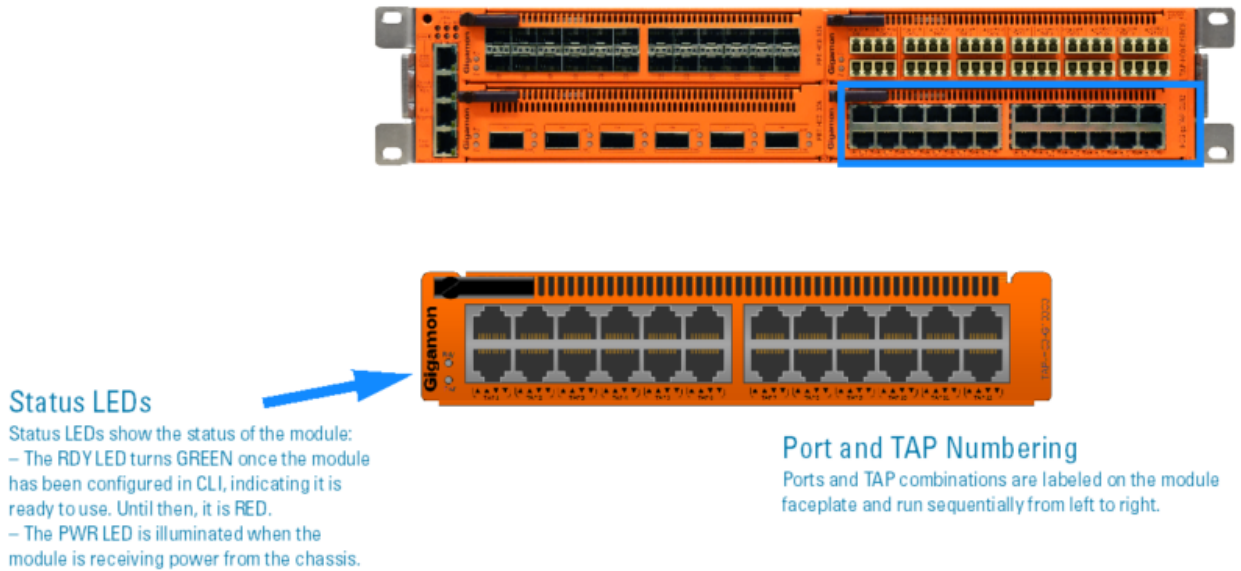 Gigamon
Gigamon
Gigamon
Gigamon
Gigamon
Status LEDs
Status LEDs show the status of the module:
– The RDY LED turns GREEN once the module
has been configured in CLI, indicating it is
ready to use. Until then, it is RED.
– The PWR LED is illuminated when the
module is receiving power from the chassis.
Port and TAP Numbering
Ports and TAP combinations are labeled on the module
faceplate and run sequentially from left to right.